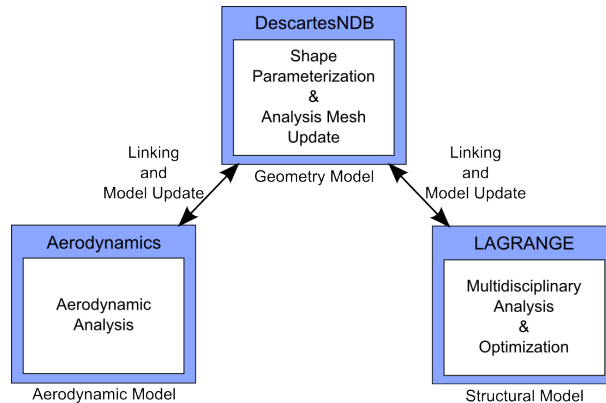 DescartesNDB
Shape
Parameterization
&
Analysis Mesh
Update
Geometry Model
Linking
and
Model Update
Linking
and
Model Update
Aerodynamics
Aerodynamic
Analysis
Aerodynamic Model
LAGRANGE
Multidisciplinary
Analysis
&
Optimization
Structural Model